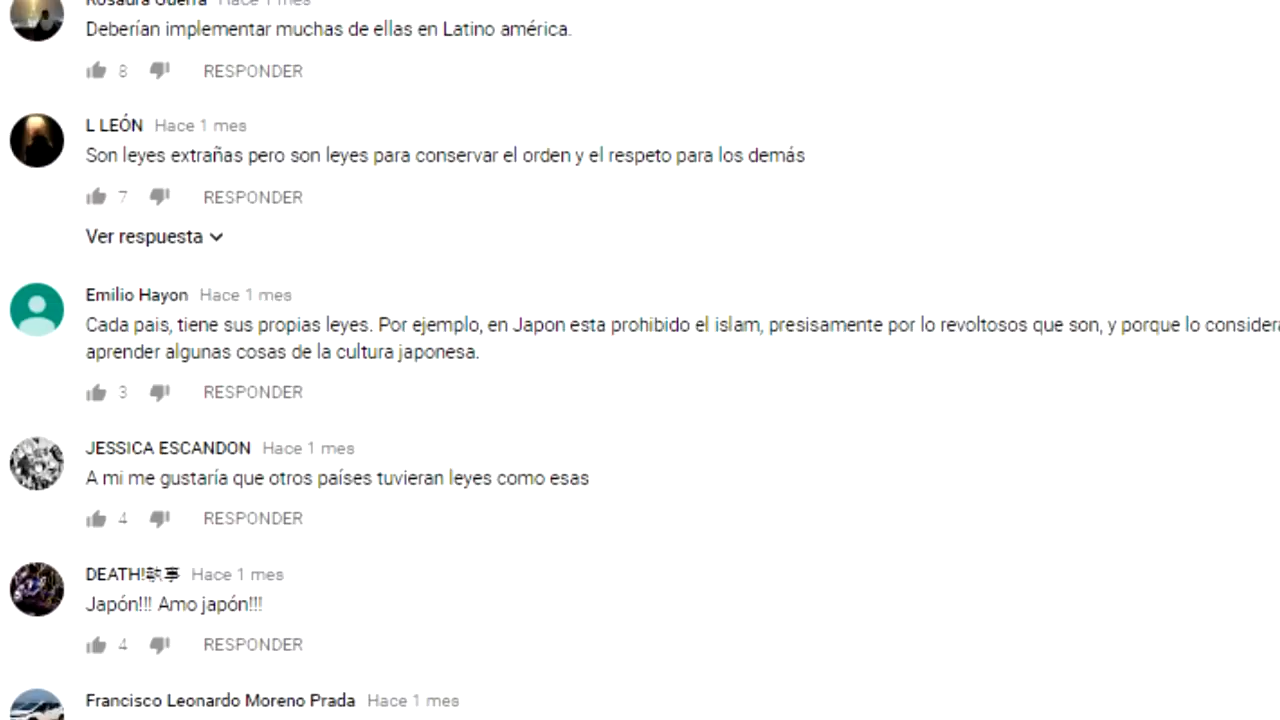 Rosaura Guerra Hace 1 mes
Deberían implementar muchas de ellas en Latino américa.
8 RESPONDER
L LEÓN Hace 1 mes
Son leyes extrañas pero son leyes para conservar el orden y el respeto para los demás
7 RESPONDER
Ver respuesta
Emilio Hayon Hace 1 mes
Cada pais, tiene sus propias leyes. Por ejemplo, en Japon esta prohibido el islam, presisamente por lo revoltosos que son, y porque lo consider
aprender algunas cosas de la cultura japonesa.
3 RESPONDER
JESSICA ESCANDON Hace 1 mes
A mi me gustaría que otros países tuvieran leyes como esas
4 RESPONDER
DEATH!執事 Hace 1 mes
Japón!!! Amo japón!!!
4 RESPONDER
Francisco Leonardo Moreno Prada Hace 1 mes